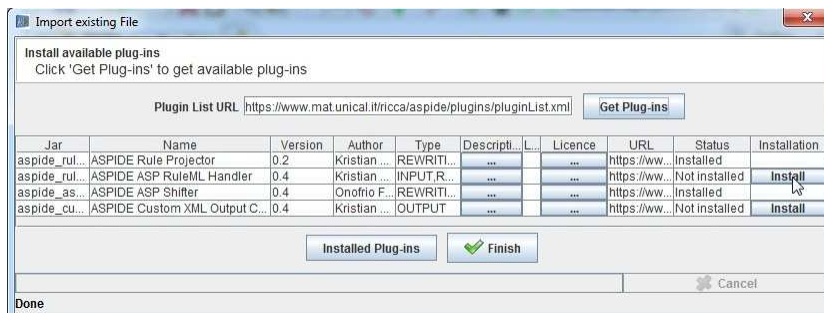 Import existing File
Install available plug-ins
Click 'Get Plug-ins' to get available plug-ins
Plugin List URL https://www.mat.unical.it/ricca/aspide/plugins/pluginList.xml Get Plug-ins
Jar Name Version Author Type Descripti... L... Licence URL Status Installation
aspide_rul... ASPIDE Rule Projector 0.2 Kristian ... REWRITI... ... ... https://ww... Installed
aspide_rul... ASPIDE ASP RuleML Handler 0.4 Kristian ... INPUT,R... ... ... https://ww... Not installed Install
aspide_as... ASPIDE ASP Shifter 0.4 Onofrio F... REWRITI... ... ... https://ww... Installed
aspide_cu... ASPIDE Custom XML Output C... 0.4 Kristian ... OUTPUT ... ... https://ww... Not installed Install
Installed Plug-ins Finish
Cancel
Done